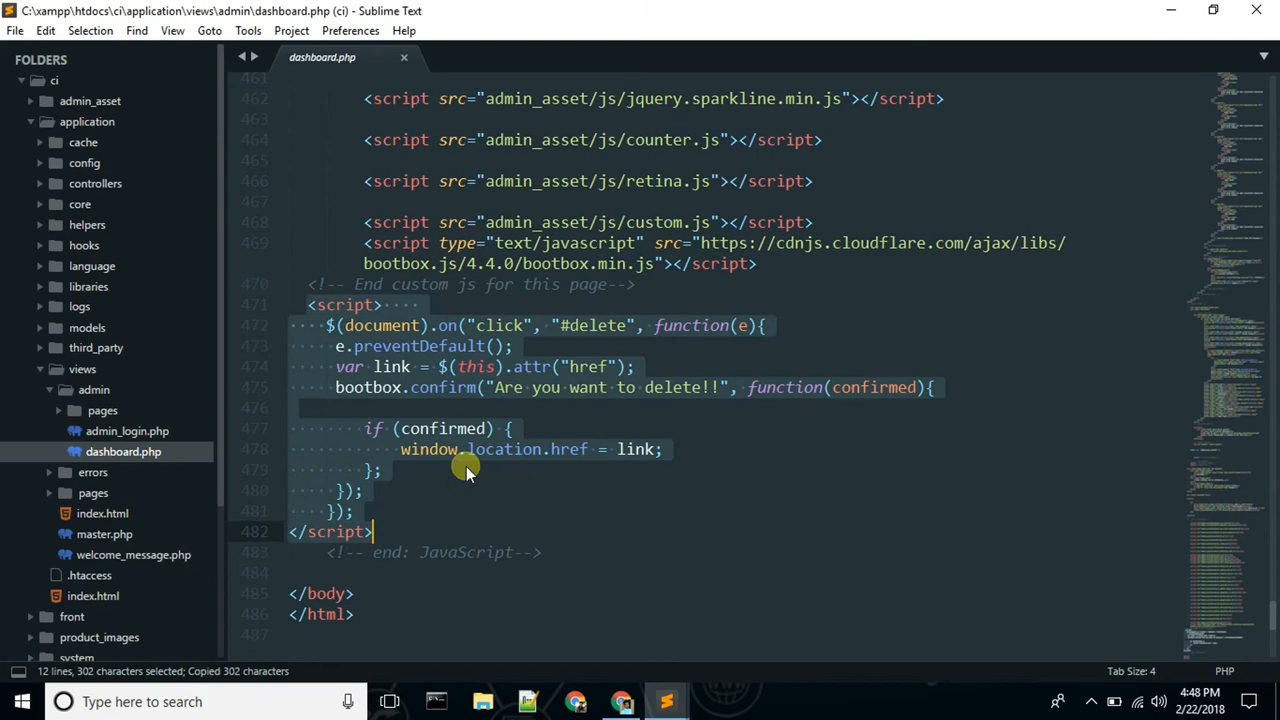 C:\xampp\htdocs\ci\application\views\admin\dashboard.php (ci) - Sublime Text
File Edit Selection Find View Goto Tools Project Preferences Help
FOLDERS
ci
admin_asset
application
cache
config
controllers
core
helpers
hooks
language
libraries
logs
models
third_party
views
admin
pages
admin_login.php
dashboard.php
errors
pages
index.html
master.php
welcome_message.php
.htaccess
index.html
front
product_images
system
dashboard.php
461
462 <script src="admin_asset/js/jquery.sparkline.min.js"></script>
463
464 <script src="admin_asset/js/counter.js"></script>
465
466 <script src="admin_asset/js/retina.js"></script>
467
468 <script src="admin_asset/js/custom.js"></script>
469 <script type="text/javascript" src="https://cdnjs.cloudflare.com/ajax/libs/
bootbox.js/4.4.0/bootbox.min.js"></script>
470 <!-- End custom js for this page-->
471 <script>
472 $(document).on("click", "#delete", function(e){
473 e.preventDefault();
474 var link = $(this).attr("href");
475 bootbox.confirm("Are you want to delete!!", function(confirmed){
476
477 if (confirmed) {
478 window.location.href = link;
479 };
480 });
481 });
482 </script>
483 <!-- end: JavaScript-->
484
485 </body>
486 </html>
487
12 lines, 302 characters selected; Copied 302 characters
Tab Size: 4 PHP
Type here to search
4:48 PM
2/22/2018